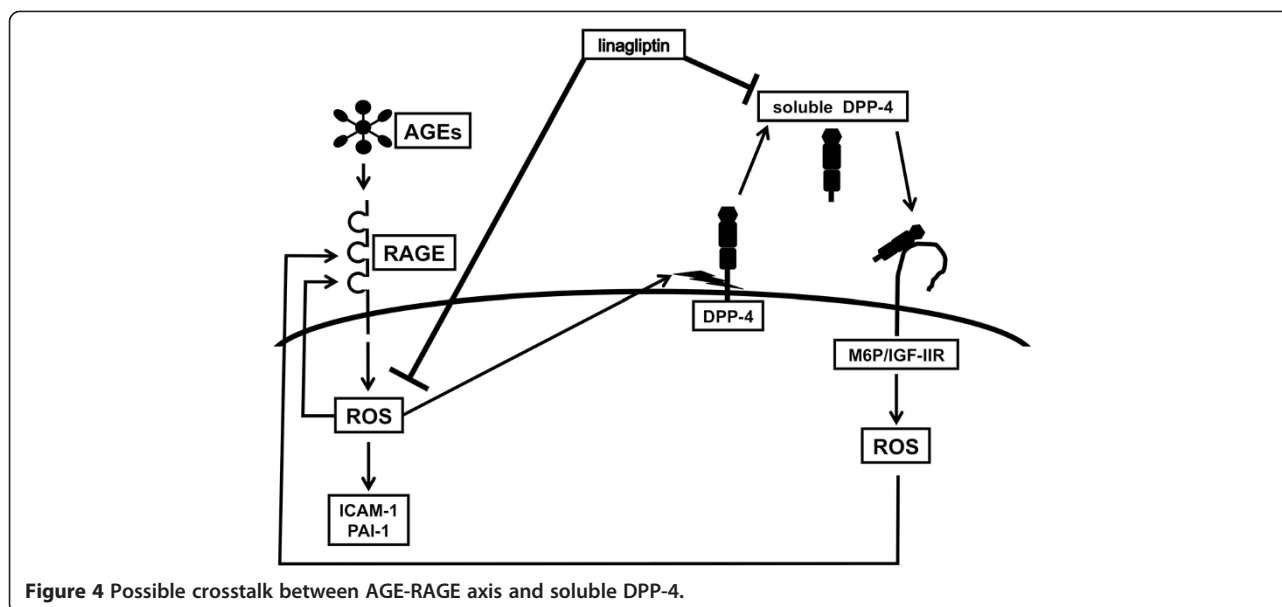 linagliptin
soluble DPP-4
AGEs
RAGE
DPP-4
M6P/IGF-IIR
ROS
ROS
ICAM-1
PAI-1
Figure 4 Possible crosstalk between AGE-RAGE axis and soluble DPP-4.